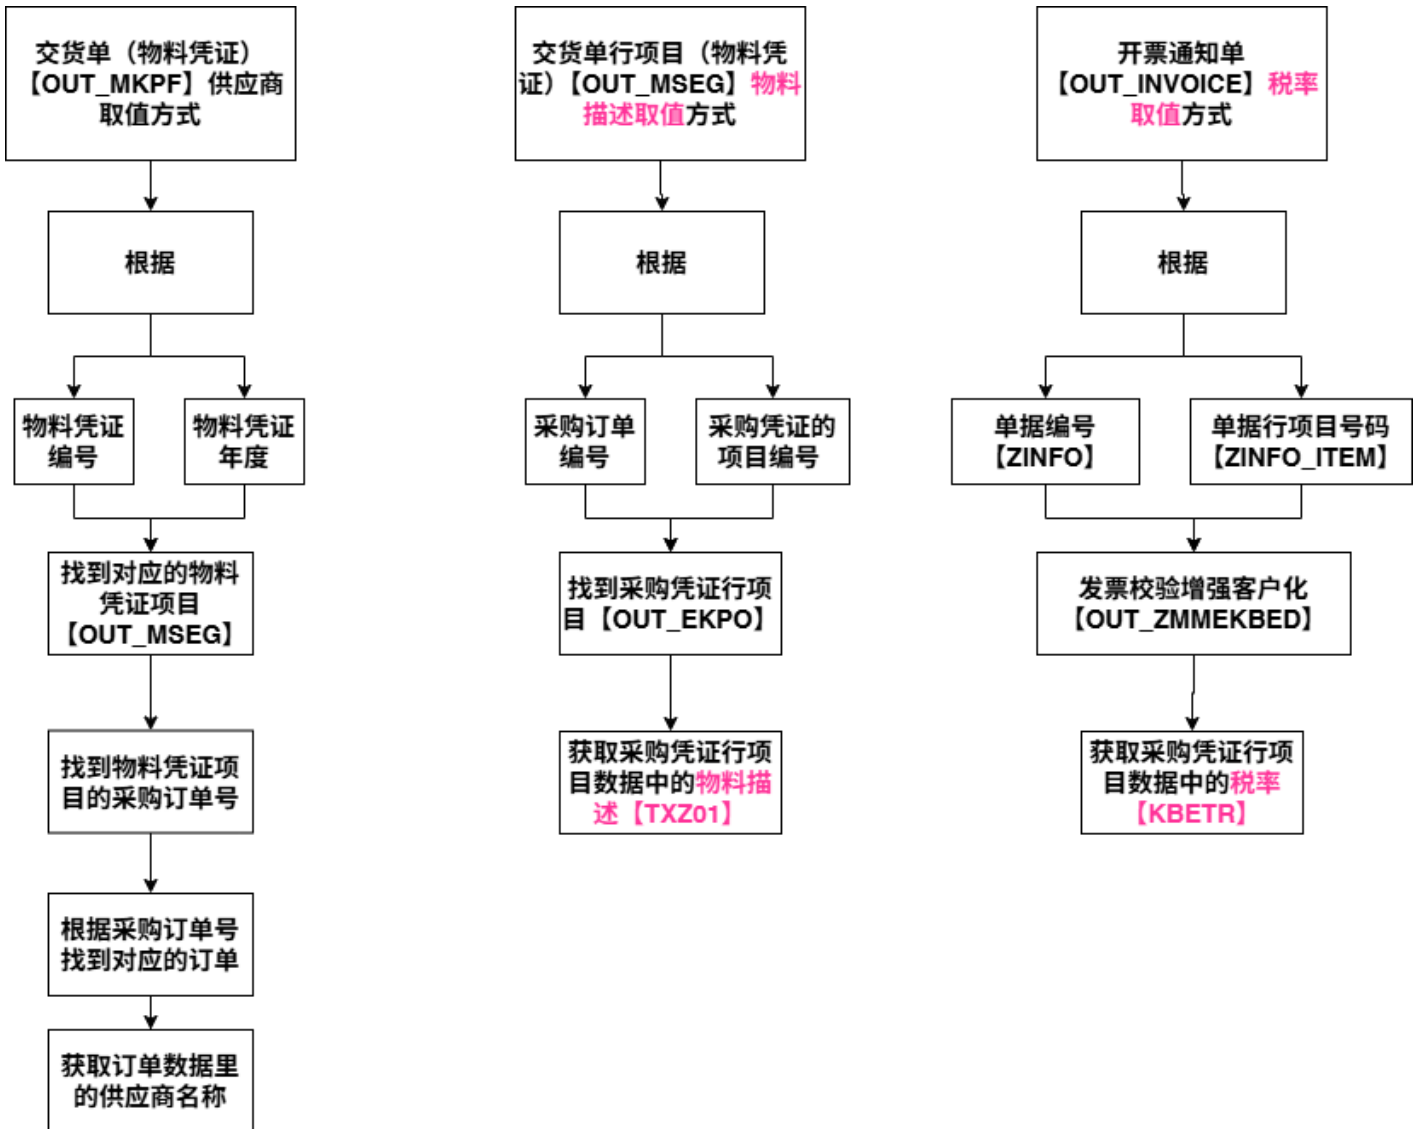 交货单（物料凭证）
【OUT_MKPF】供应商
取值方式
根据
物料凭证
编号
物料凭证
年度
找到对应的物料
凭证项目
【OUT_MSEG】
找到物料凭证项
目的采购订单号
根据采购订单号
找到对应的订单
获取订单数据里
的供应商名称
交货单行项目（物料凭
证）【OUT_MSEG】物料
描述取值方式
根据
采购订单
编号
采购凭证的
项目编号
找到采购凭证行项
目【OUT_EKPO】
获取采购凭证行项
目数据中的物料描
述【TXZ01】
开票通知单
【OUT_INVOICE】税率
取值方式
根据
单据编号
【ZINFO】
单据行项目号码
【ZINFO_ITEM】
发票校验增强客户化
【OUT_ZMMEKBED】
获取采购凭证行项
目数据中的税率
【KBETR】